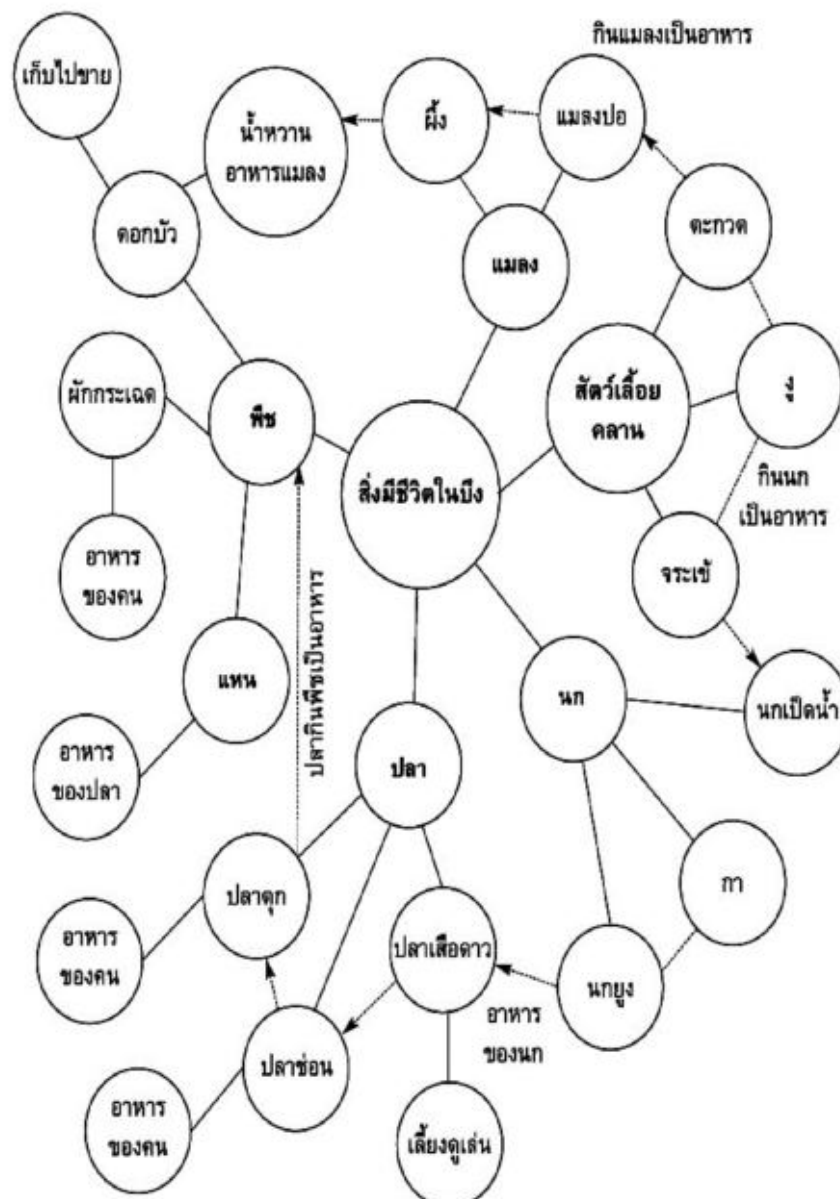 กินแมลงเป็นอาหาร
เก็บไปขาย
น้ำหวาน
อาหารแมลง
ผึ้ง
แมลงปอ
ดอกบัว
แมลง
ตะกวด
ผักกระเฉด
พืช
สิ่งมีชีวิตในบึง
สัตว์เลื้อย
คลาน
งู
กินนก
เป็นอาหาร
อาหาร
ของคน
จระเข้
แหน
ปลากินพืชเป็นอาหาร
นก
นกเป็ดน้ำ
อาหาร
ของปลา
ปลา
ปลาดุก
กา
อาหาร
ของคน
ปลาเสือดาว
นกยูง
อาหาร
ของนก
ปลาช่อน
อาหาร
ของคน
เลี้ยงดูเล่น